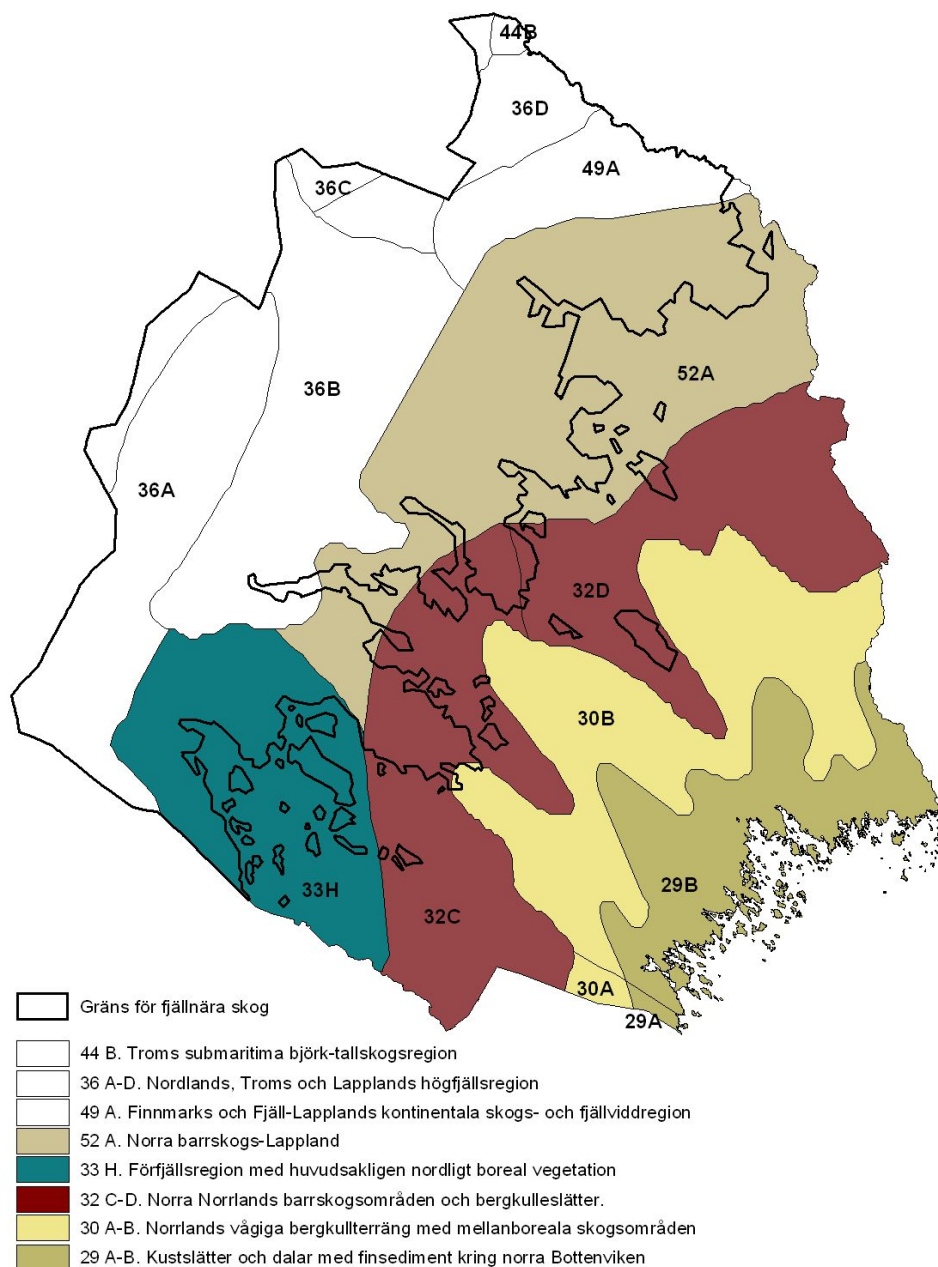 44B
36D
49A
36C
52A
36B
36A
32D
30B
29B
33H
32C
30A
29A
Gräns för fjällnära skog
44 B. Troms submaritima björk-tallskogsregion
36 A-D. Nordlands, Troms och Lapplands högfjällsregion
49 A. Finnmarks och Fjäll-Lapplands kontinentala skogs- och fjällviddregion
52 A. Norra barrskogs-Lappland
33 H. Förfjällsregion med huvudsakligen nordligt boreal vegetation
32 C-D. Norra Norrlands barrskogsområden och bergkulleslätter.
30 A-B. Norrlands vågiga bergkullterräng med mellanboreala skogsområden
29 A-B. Kustslätter och dalar med finsediment kring norra Bottenviken